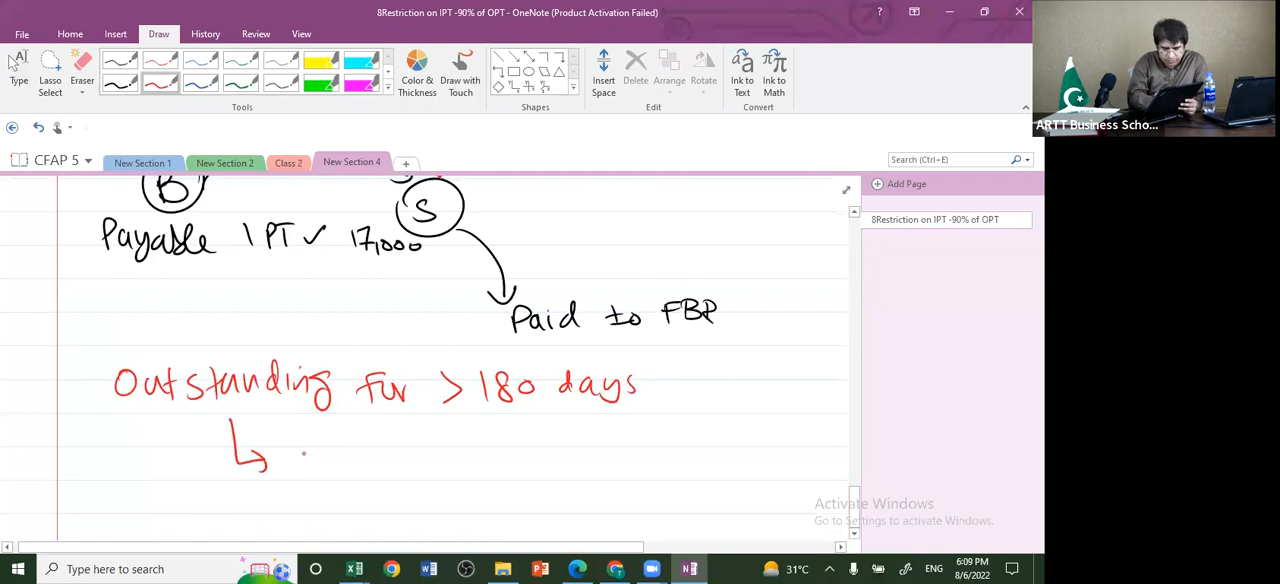 8Restriction on IPT -90% of OPT - OneNote (Product Activation Failed)
?
File Home Insert Draw History Review View
Type
Lasso Select
Eraser
Color & Thickness
Draw with Touch
Insert Space
Delete
Arrange
Rotate
Ink to Text
Ink to Math
Tools
Shapes
Edit
Convert
ARTT Business Scho...
CFAP 5
New Section 1
New Section 2
Class 2
New Section 4
Search (Ctrl+E)
Add Page
8Restriction on IPT -90% of OPT
B
S
Payable IPT ✓ 17,000
Paid to FBR
Outstanding for > 180 days
Activate Windows
Go to Settings to activate Windows.
Type here to search
31°C
ENG
6:09 PM
8/6/2022